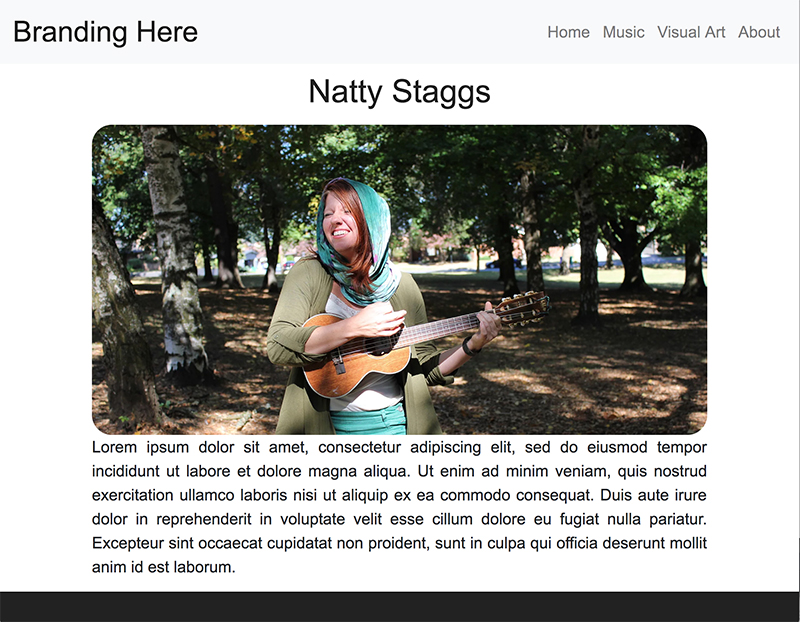 Branding Here
Home Music Visual Art About
Natty Staggs
Lorem ipsum dolor sit amet, consectetur adipiscing elit, sed do eiusmod tempor
incididunt ut labore et dolore magna aliqua. Ut enim ad minim veniam, quis nostrud
exercitation ullamco laboris nisi ut aliquip ex ea commodo consequat. Duis aute irure
dolor in reprehenderit in voluptate velit esse cillum dolore eu fugiat nulla pariatur.
Excepteur sint occaecat cupidatat non proident, sunt in culpa qui officia deserunt mollit
anim id est laborum.